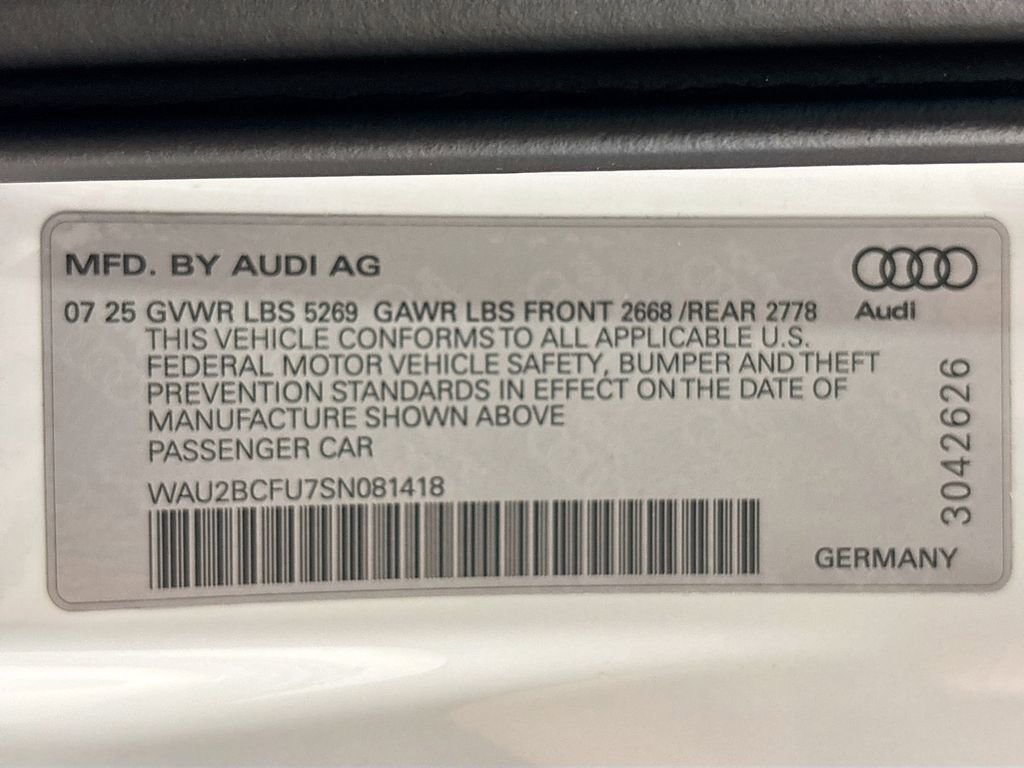 MFD. BY AUDI AG
07 25 GVWR LBS 5269 GAWR LBS FRONT 2668 /REAR 2778
Audi
THIS VEHICLE CONFORMS TO ALL APPLICABLE U.S.
FEDERAL MOTOR VEHICLE SAFETY, BUMPER AND THEFT
PREVENTION STANDARDS IN EFFECT ON THE DATE OF
MANUFACTURE SHOWN ABOVE
PASSENGER CAR
WAU2BCFU7SN081418
3042626
GERMANY